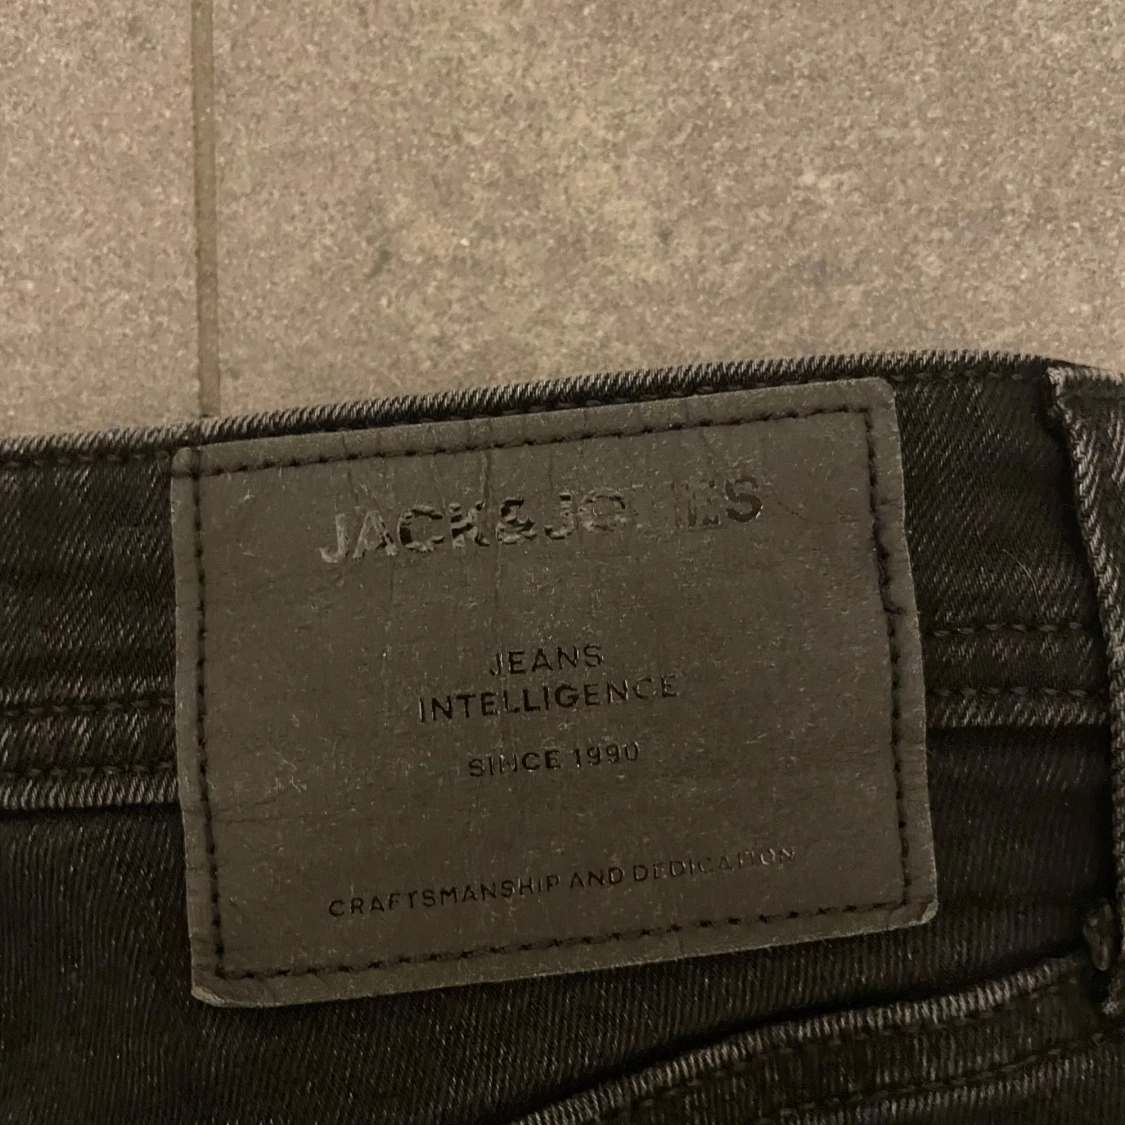 JACK&JONES
JEANS
INTELLIGENCE
SINCE 1990
CRAFTSMANSHIP AND DEDICATION